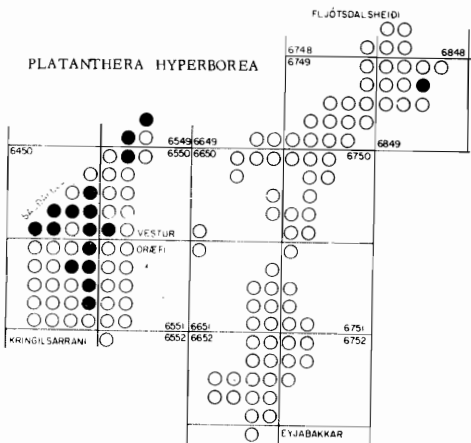 FLJÓTSDALSHEIÐI
6748 6848
6749
PLATANTHERA HYPERBOREA
6549 6649
6450 6550 6650 6750 6849
VESTUR
ÖRÆFI
6551 6651 6751
KRINGILSÁRRANI 6552 6652 6752
EYJABAKKAR